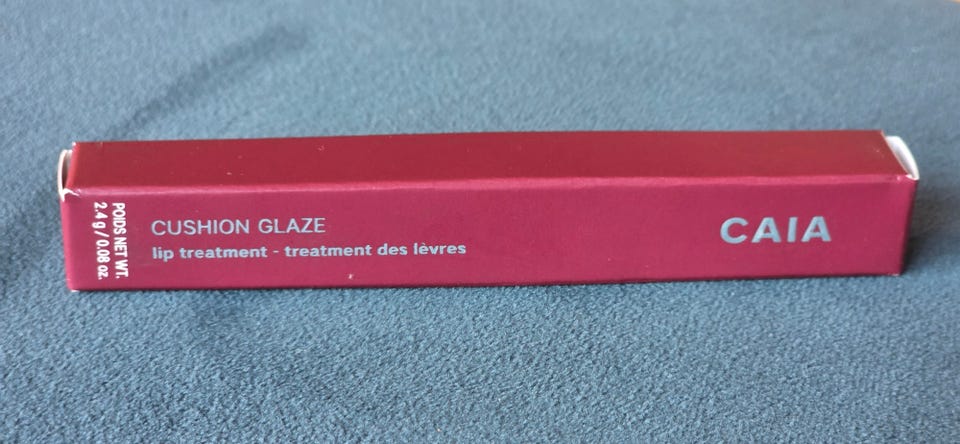 POIDS NET WT.
2.4 g / 0.08 oz.
CUSHION GLAZE
lip treatment - treatment des lèvres
CAIA